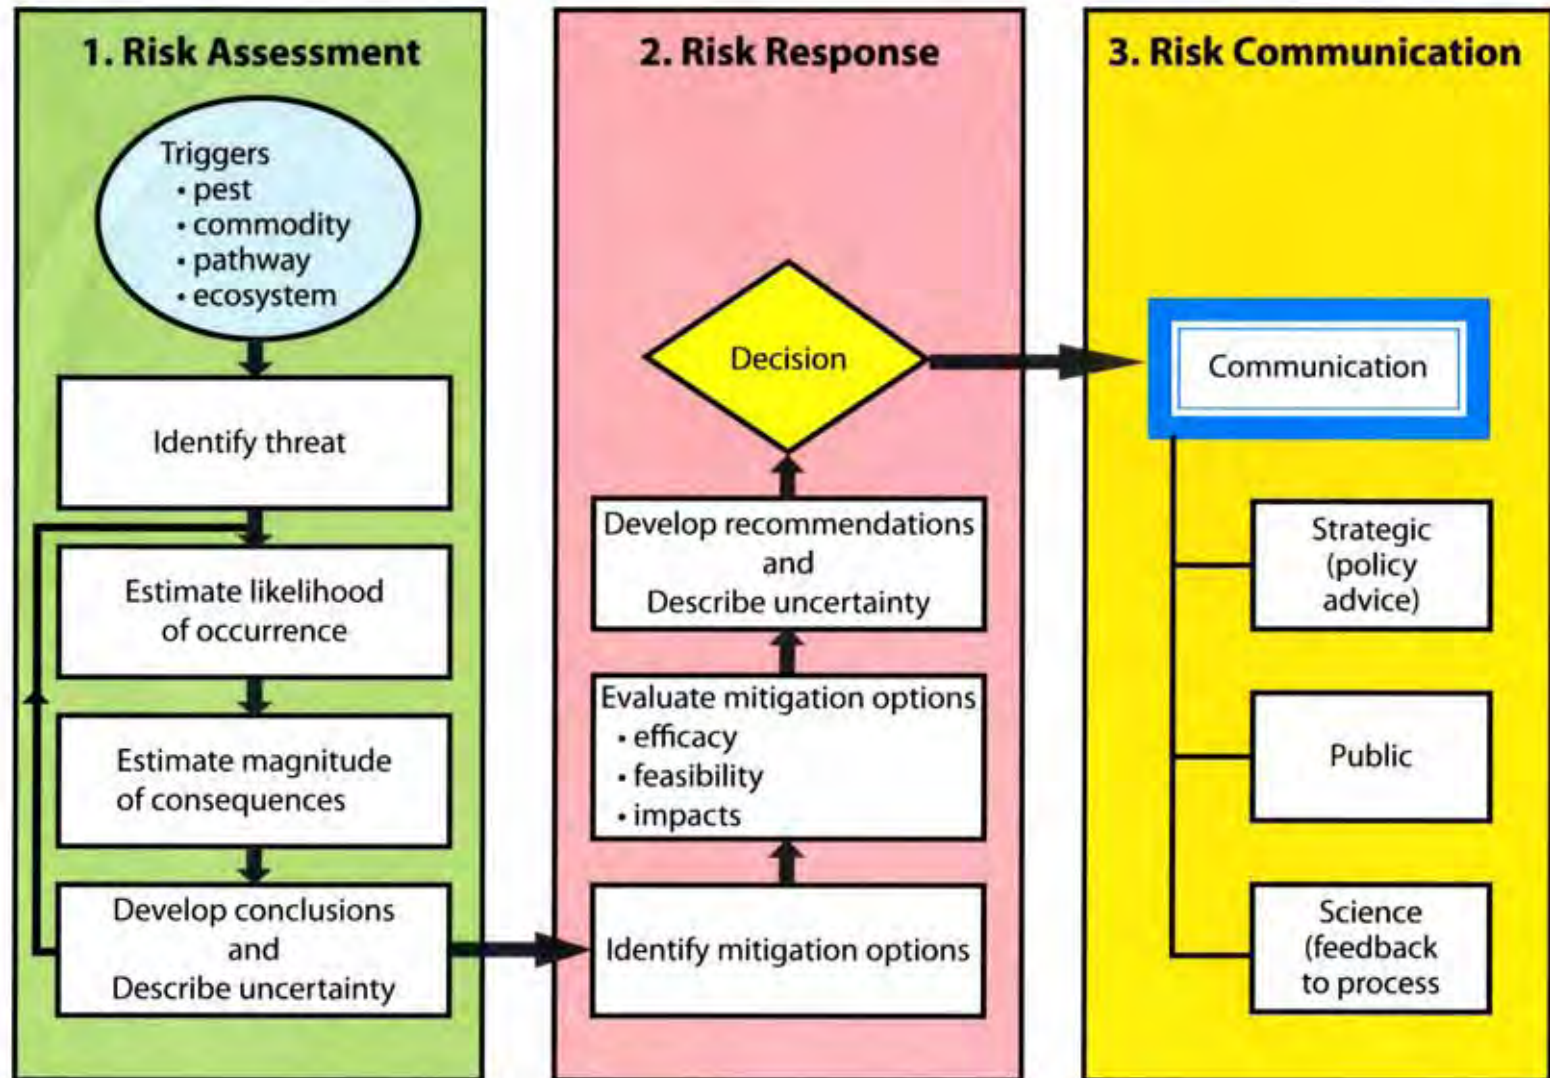 1. Risk Assessment
Triggers
• pest
• commodity
• pathway
• ecosystem
Identify threat
Estimate likelihood
of occurrence
Estimate magnitude
of consequences
Develop conclusions
and
Describe uncertainty
2. Risk Response
Decision
Develop recommendations
and
Describe uncertainty
Evaluate mitigation options
• efficacy
• feasibility
• impacts
Identify mitigation options
3. Risk Communication
Communication
Strategic
(policy
advice)
Public
Science
(feedback
to process